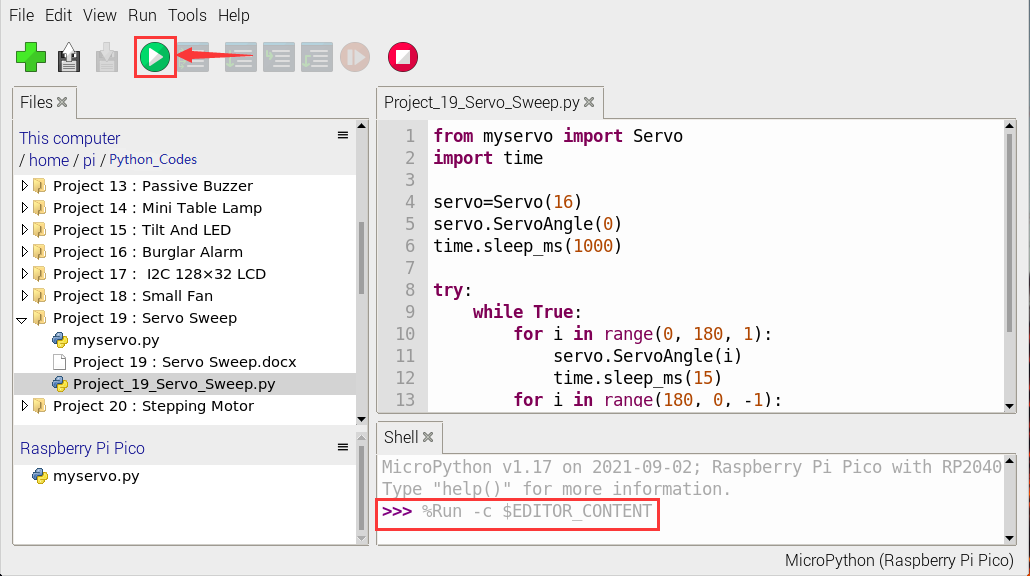 File Edit View Run Tools Help
Files
This computer
/ home / pi / Python_Codes
Project 13 : Passive Buzzer
Project 14 : Mini Table Lamp
Project 15 : Tilt And LED
Project 16 : Burglar Alarm
Project 17 : I2C 128×32 LCD
Project 18 : Small Fan
Project 19 : Servo Sweep
myservo.py
Project 19 : Servo Sweep.docx
Project_19_Servo_Sweep.py
Project 20 : Stepping Motor
Raspberry Pi Pico
myservo.py
Project_19_Servo_Sweep.py
1 from myservo import Servo
2 import time
3
4 servo=Servo(16)
5 servo.ServoAngle(0)
6 time.sleep_ms(1000)
7
8 try:
9     while True:
10         for i in range(0, 180, 1):
11             servo.ServoAngle(i)
12             time.sleep_ms(15)
13         for i in range(180, 0, -1):
Shell
MicroPython v1.17 on 2021-09-02; Raspberry Pi Pico with RP2040
Type "help()" for more information.
>>> %Run -c $EDITOR_CONTENT
MicroPython (Raspberry Pi Pico)